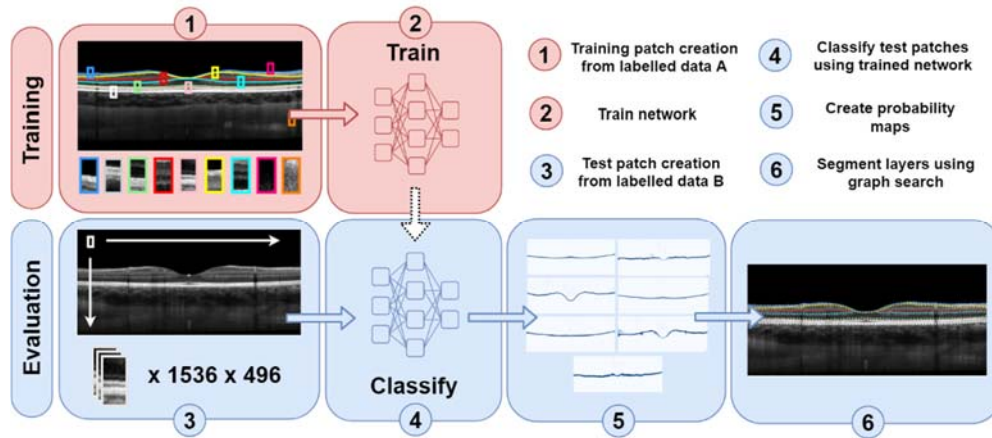 1
2
Training
Train
1
Training patch creation
from labelled data A
2
Train network
3
Test patch creation
from labelled data B
4
Classify test patches
using trained network
5
Create probability
maps
6
Segment layers using
graph search
Evaluation
x 1536 x 496
Classify
3
4
5
6